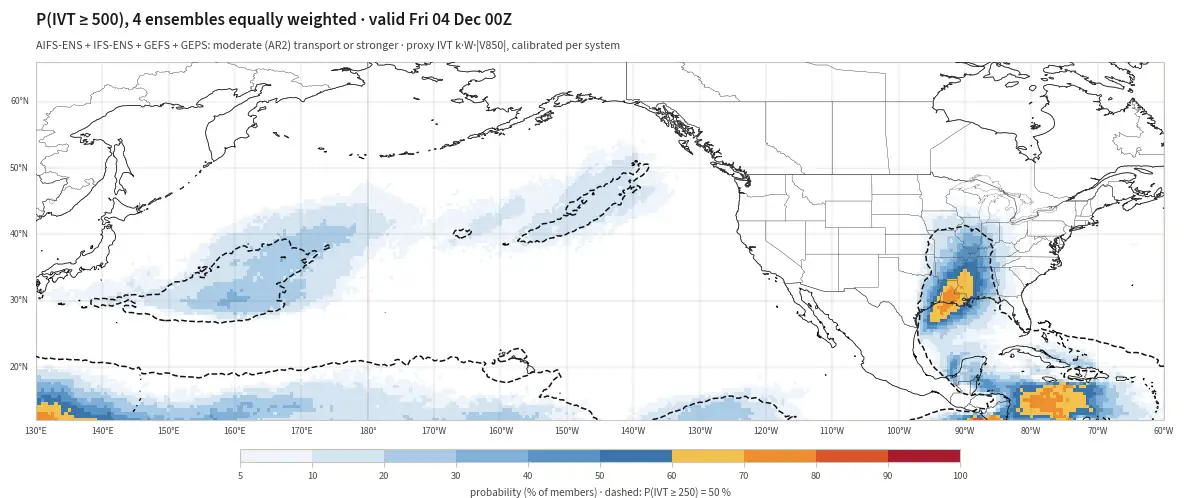 P(IVT ≥ 500), 4 ensembles equally weighted · valid Fri 04 Dec 00Z
AIFS-ENS + IFS-ENS + GEFS + GEPS: moderate (AR2) transport or stronger · proxy IVT k·W·|V850|, calibrated per system
60°N
50°N
40°N
30°N
20°N
130°E 140°E 150°E 160°E 170°E 180° 170°W 160°W 150°W 140°W 130°W 120°W 110°W 100°W 90°W 80°W 70°W 60°W
5 10 20 30 40 50 60 70 80 90 100
probability (% of members) · dashed: P(IVT ≥ 250) = 50 %